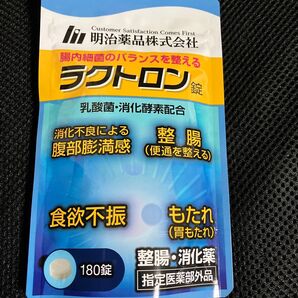 Customer Satisfaction Comes First
明治薬品株式会社
腸内細菌のバランスを整える
ラクトロン錠
乳酸菌・消化酵素配合
消化不良による
腹部膨満感
整腸
(便通を整える)
食欲不振
もたれ
(胃もたれ)
180錠
整腸・消化薬
指定医薬部外品